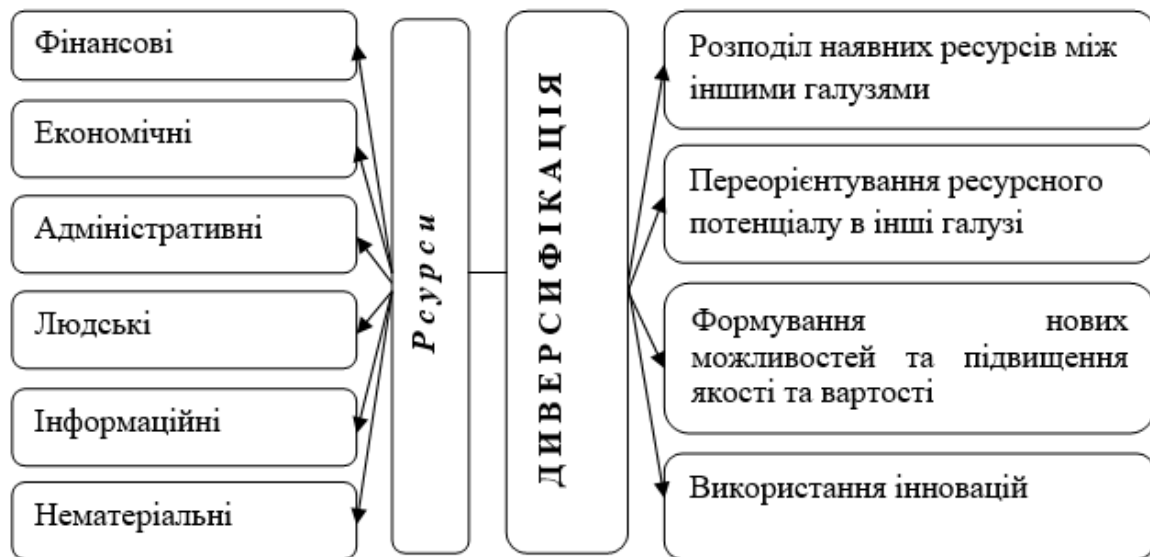 Фінансові
Економічні
Адміністративні
Людські
Інформаційні
Нематеріальні
Рсурси
ДИВЕРСИФІКАЦІЯ
Розподіл наявних ресурсів між
іншими галузями
Переорієнтування ресурсного
потенціалу в інші галузі
Формування нових
можливостей та підвищення
якості та вартості
Використання інновацій